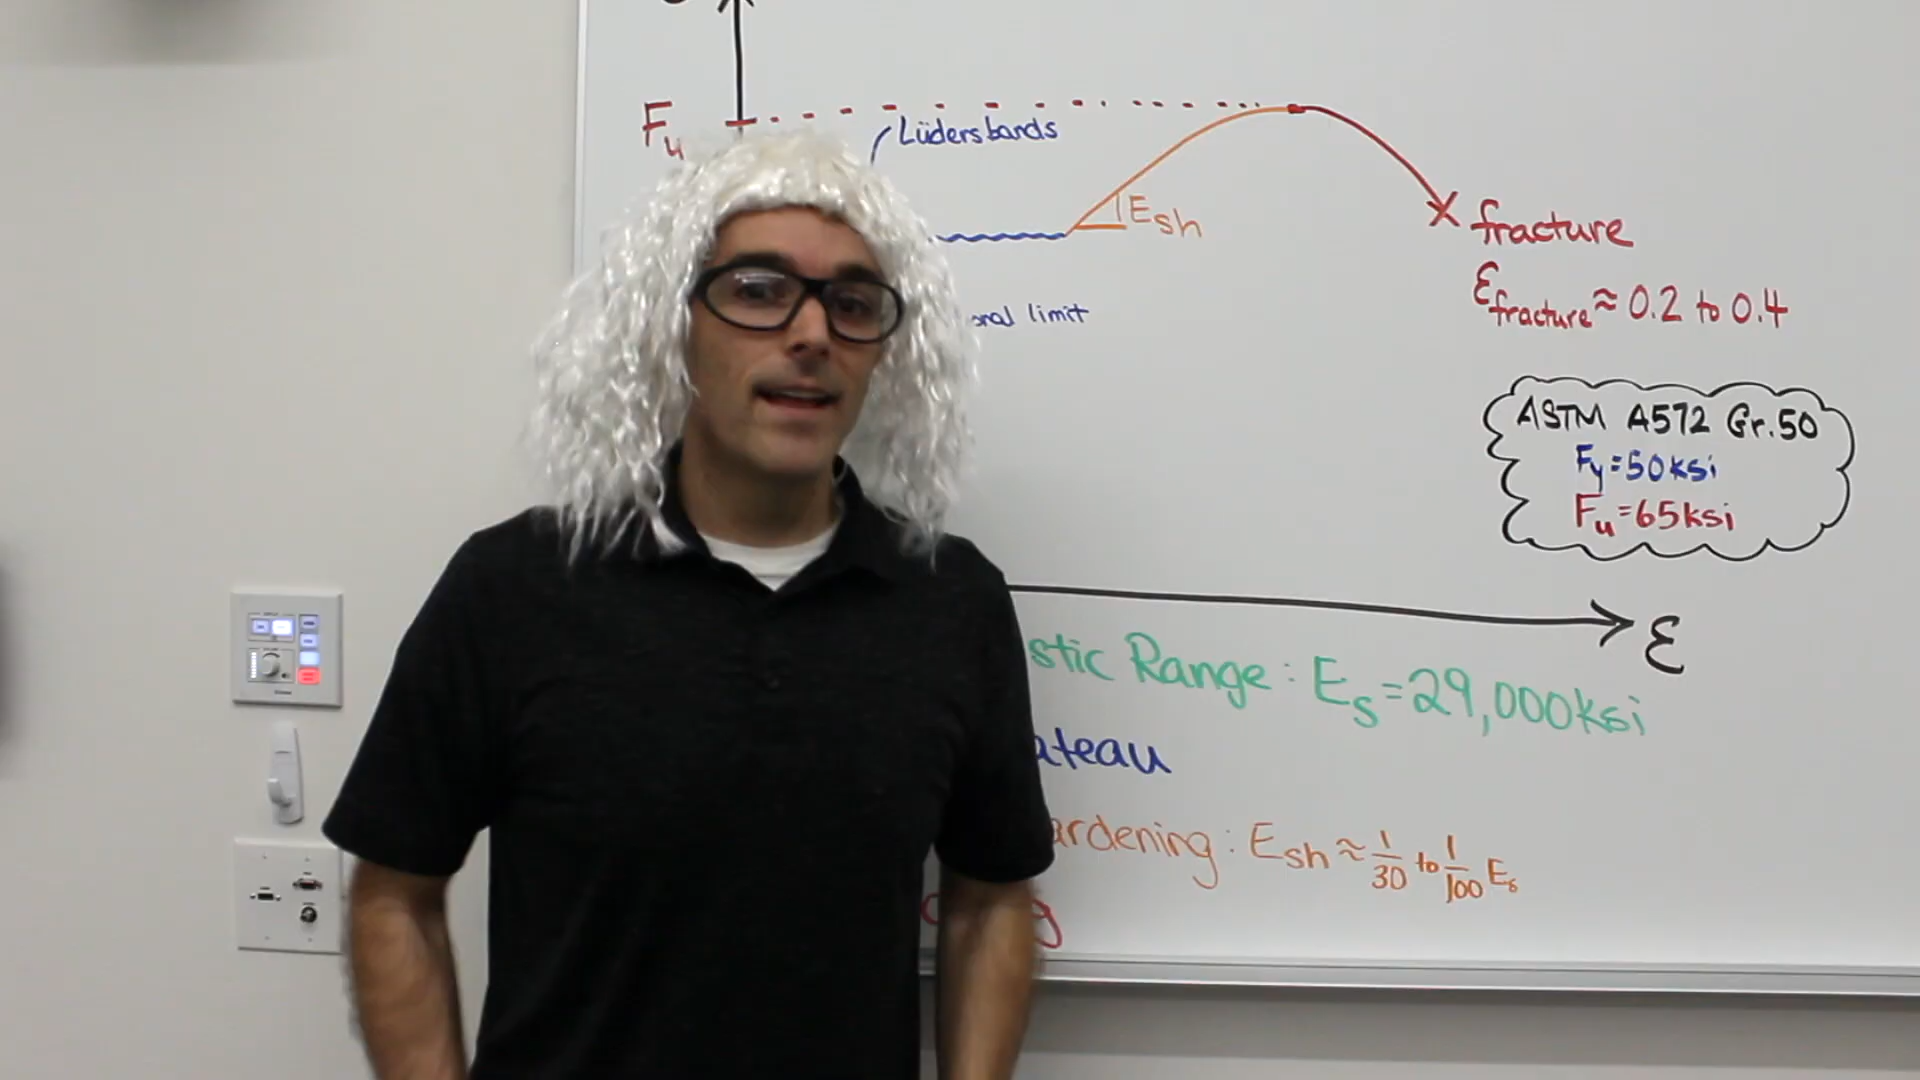 Fu
Lüders bands
Esh
fracture
εfracture ≈ 0.2 to 0.4
onal limit
ASTM A572 Gr.50
Fy=50ksi
Fu=65ksi
ε
stic Range: Es=29,000ksi
ateau
ardening: Esh ≈ 1/30 to 1/100 Es
g